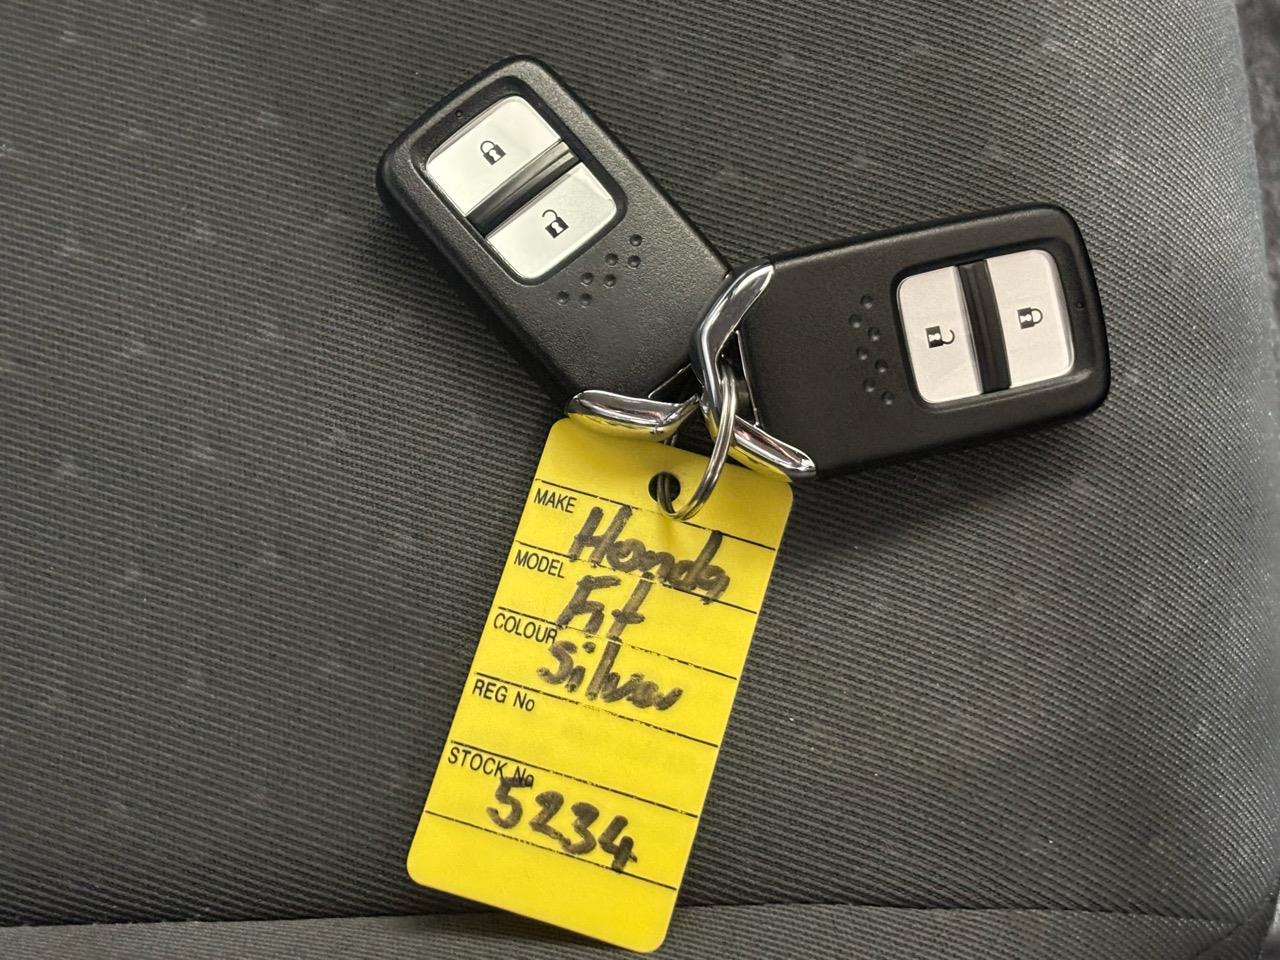 MAKE Honda
MODEL Fit
COLOUR Silver
REG No
STOCK No 5234